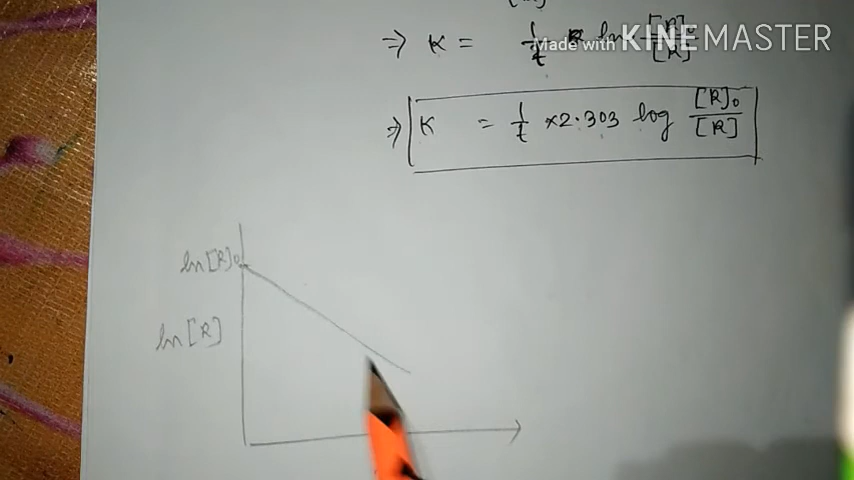 ⇒ K = 1/t ln [R]₀/[R]
Made with KINEMASTER
⇒ K = 1/t × 2.303 log [R]₀/[R]
ln[R]₀
ln[R]